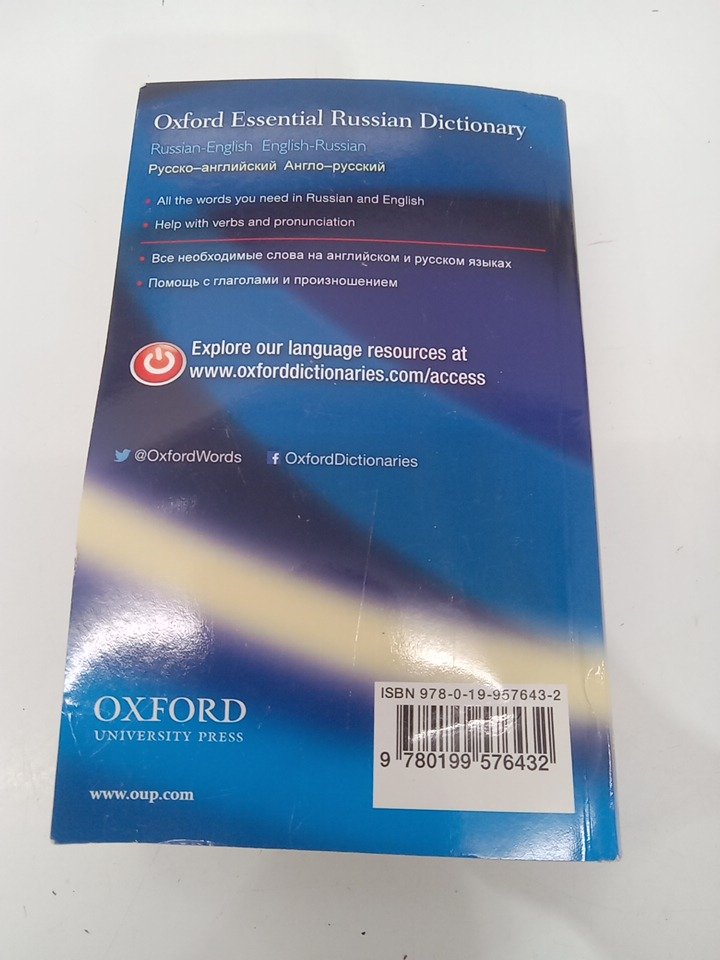 Oxford Essential Russian Dictionary
Russian-English English-Russian
Русско–английский Англо–русский
• All the words you need in Russian and English
• Help with verbs and pronunciation
• Все необходимые слова на английском и русском языках
• Помощь с глаголами и произношением
Explore our language resources at
www.oxforddictionaries.com/access
@OxfordWords OxfordDictionaries
ISBN 978-0-19-957643-2
9 780199 576432
OXFORD
UNIVERSITY PRESS
www.oup.com